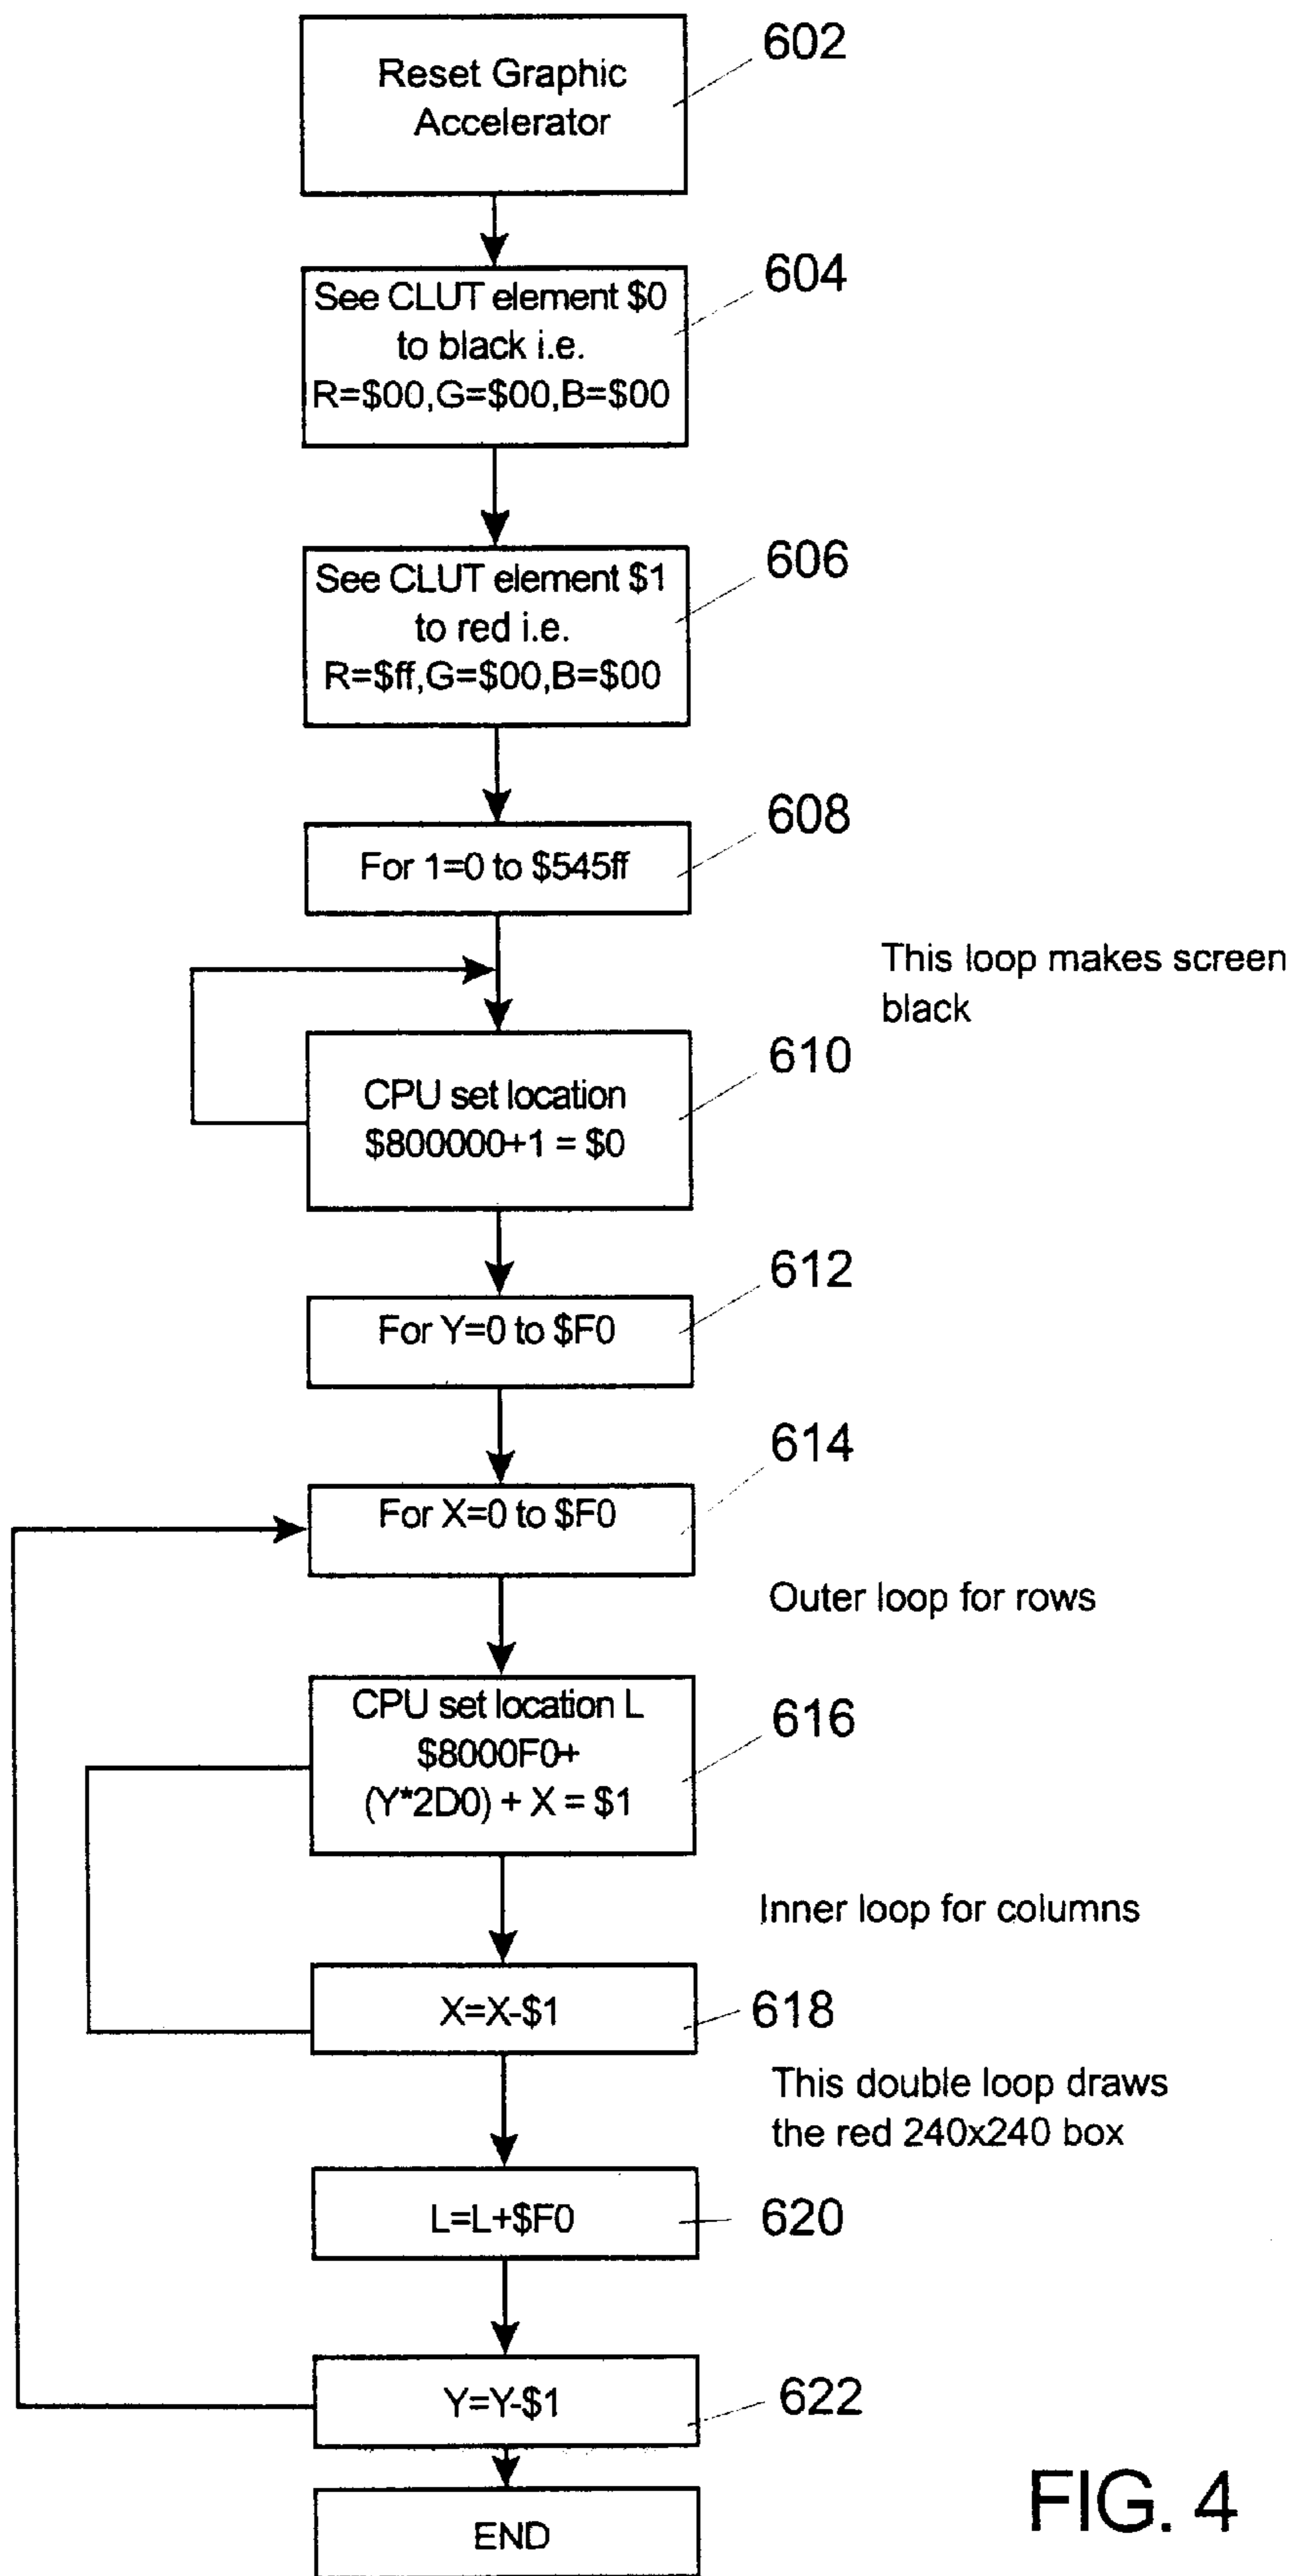 Reset Graphic
Accelerator
602
See CLUT element $0
to black i.e.
R=$00,G=$00,B=$00
604
See CLUT element $1
to red i.e.
R=$ff,G=$00,B=$00
606
For 1=0 to $545ff
608
This loop makes screen
black
CPU set location
$800000+1 = $0
610
For Y=0 to $F0
612
For X=0 to $F0
614
Outer loop for rows
CPU set location L
$8000F0+
(Y*2D0) + X = $1
616
Inner loop for columns
X=X-$1
618
This double loop draws
the red 240x240 box
L=L+$F0
620
Y=Y-$1
622
END
FIG. 4